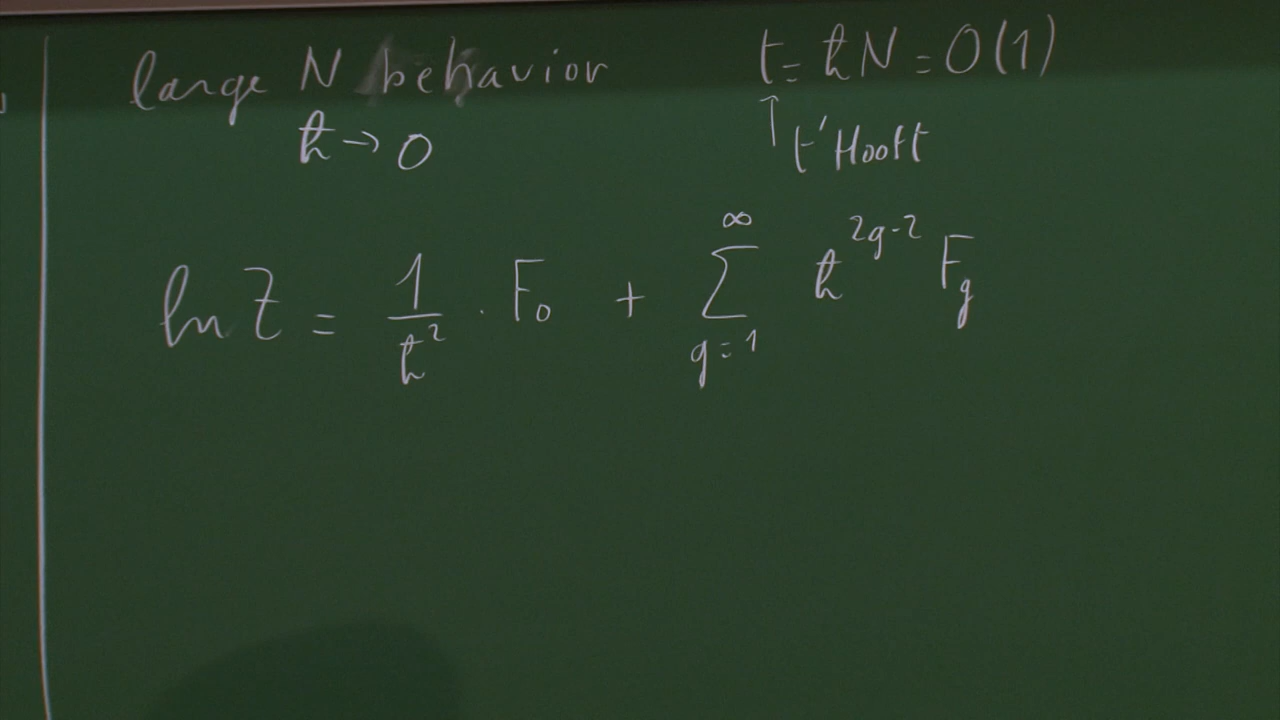 large N behavior t = ℏN = O(1)
ℏ → 0 ↑ t'Hooft
ln Z = 1/ℏ² · F₀ + ∑_{g=1}^{∞} ℏ^{2g-2} F_g